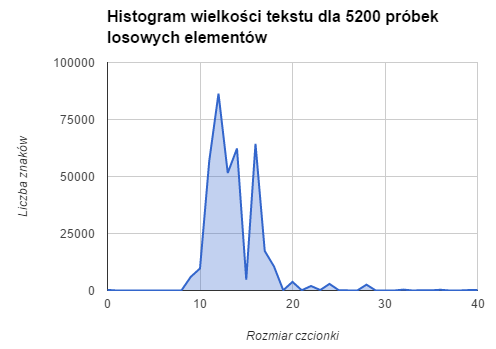 Histogram wielkości tekstu dla 5200 próbek
losowych elementów
100000
75000
50000
25000
0
Liczba znaków
0 10 20 30 40
Rozmiar czcionki